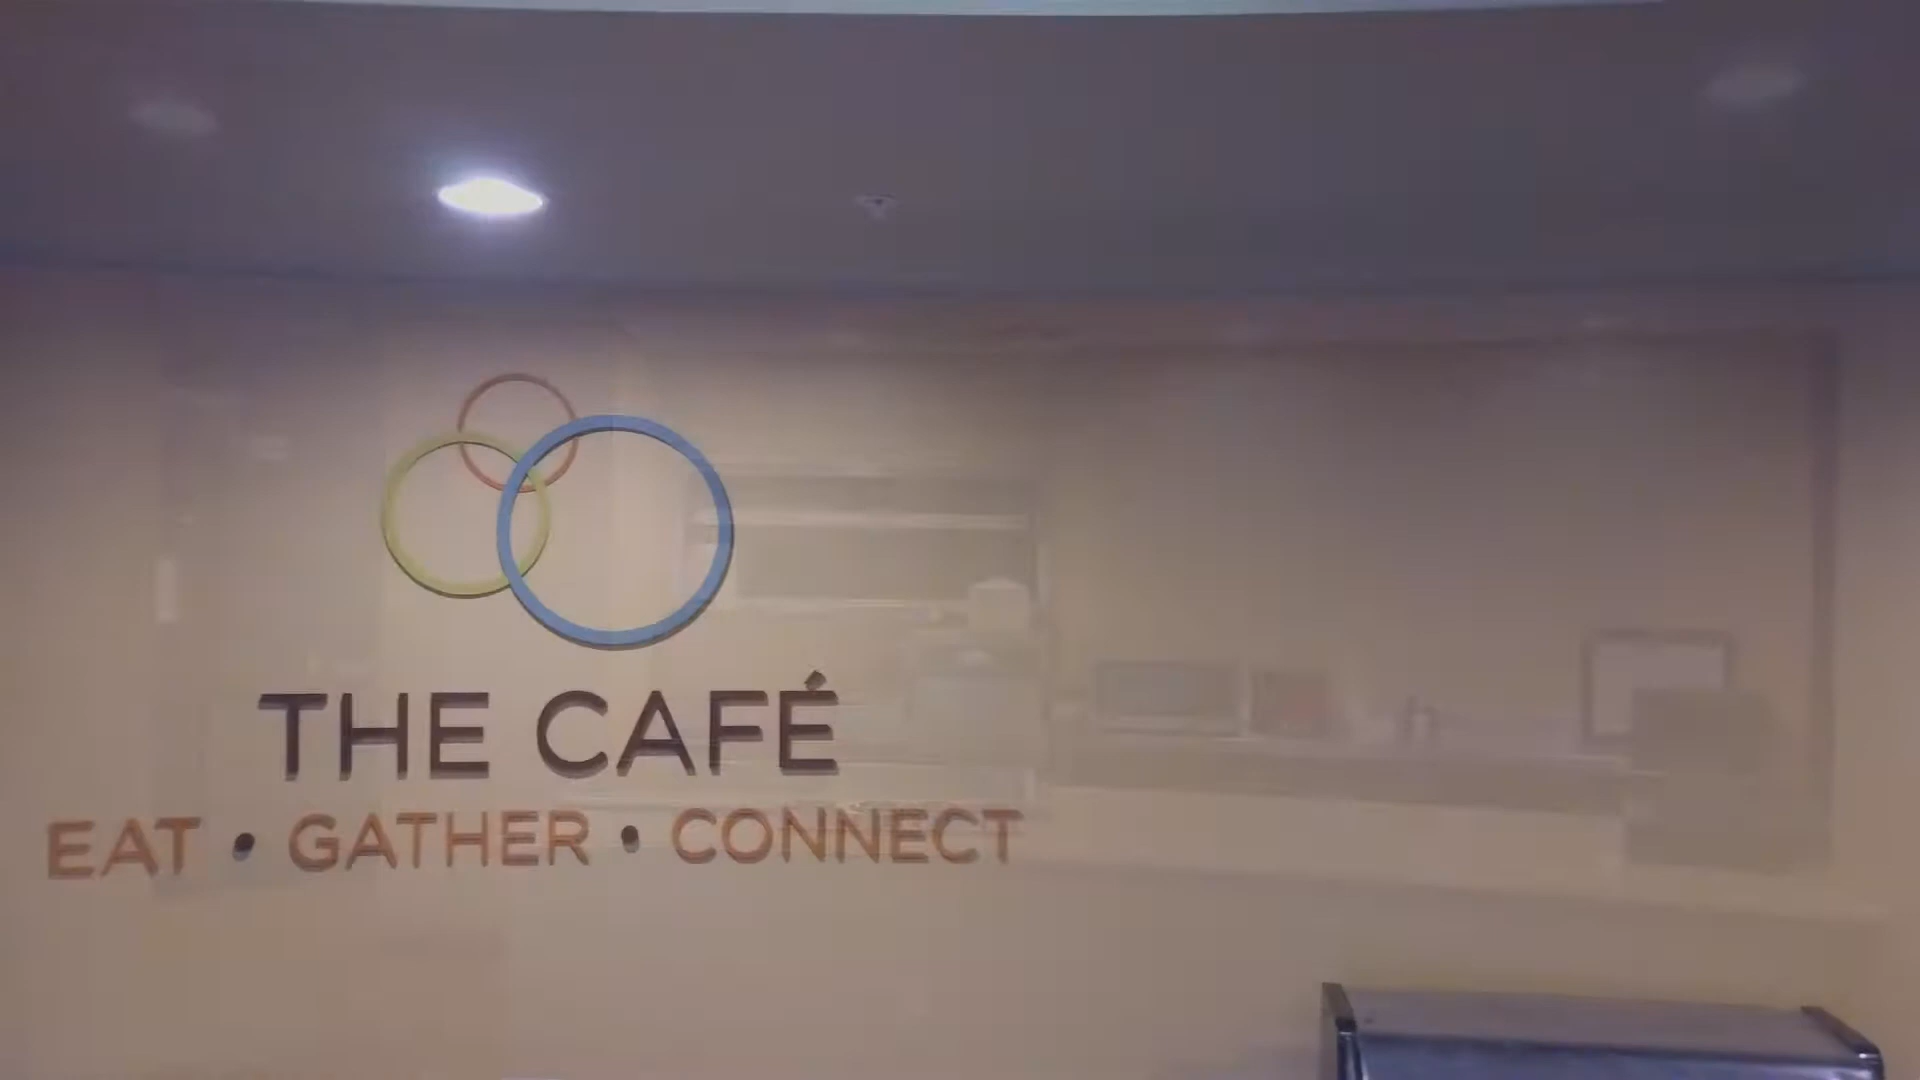 THE CAFÉ
EAT • GATHER • CONNECT